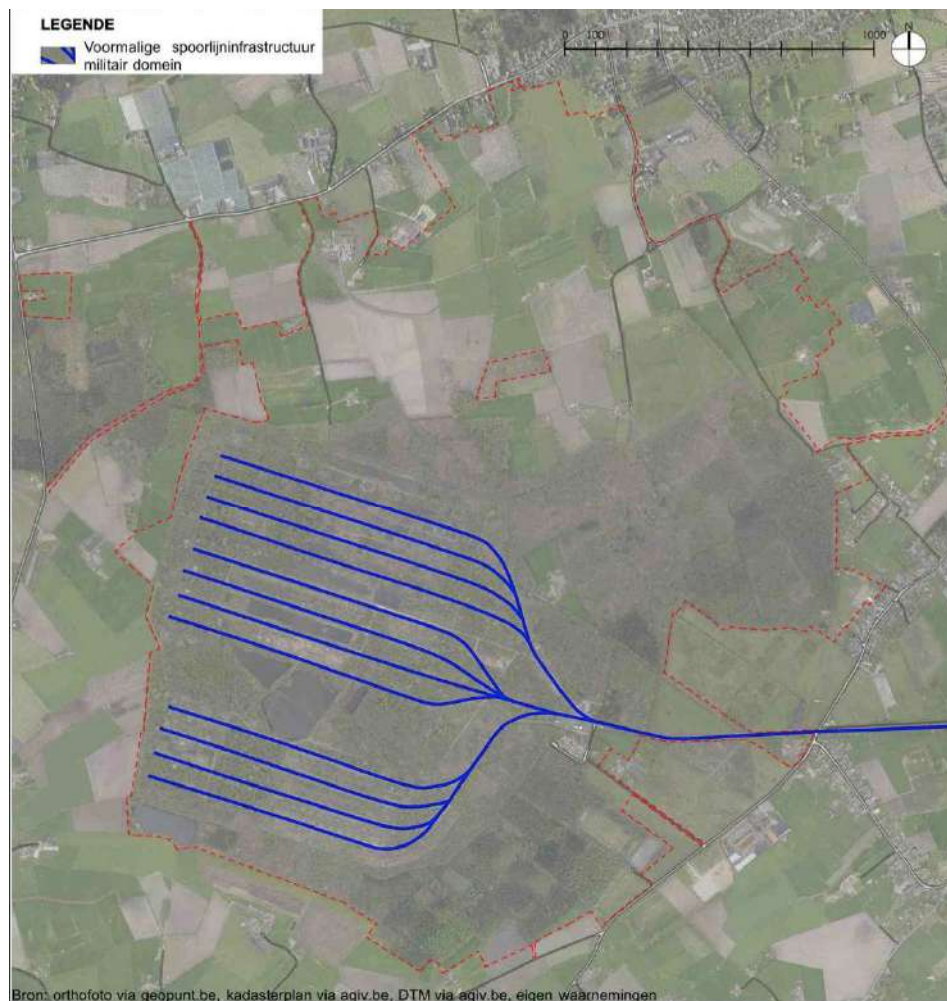 LEGENDE
Voormalige spoorlijninfrastructuur
militair domein
0 100 1000
N
Bron: orthofoto via geopunt.be, kadasterplan via agiv.be, DTM via agiv.be, eigen waarnemingen